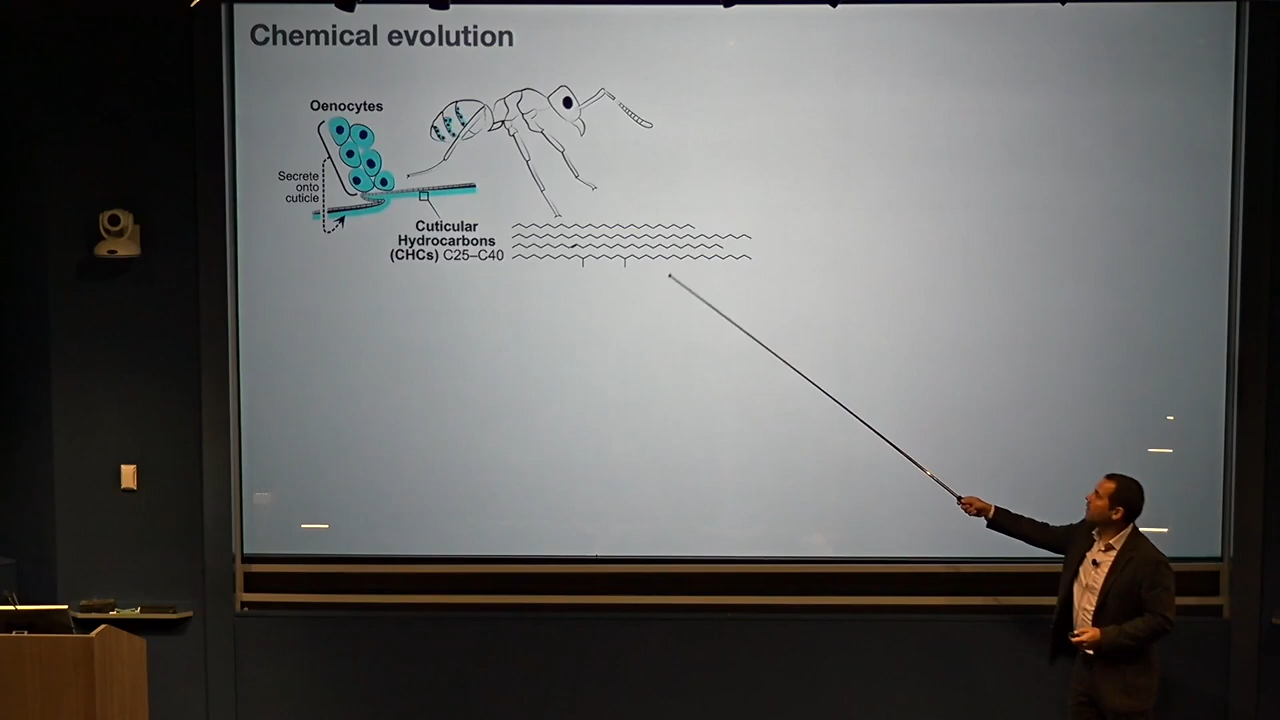 Chemical evolution
Oenocytes
Secrete
onto
cuticle
Cuticular
Hydrocarbons
(CHCs) C25–C40